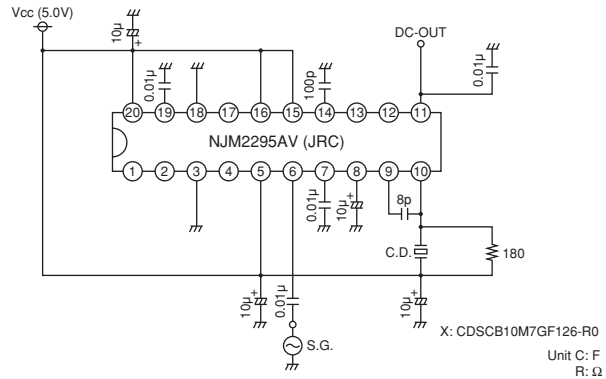 Vcc (5.0V)
10µ
+
DC-OUT
0.01µ
100p
0.01µ
20 19 18 17 16 15 14 13 12 11
NJM2295AV (JRC)
1 2 3 4 5 6 7 8 9 10
0.01µ
10µ
+
8p
C.D.
180
10µ
+
0.01µ
10µ
+
S.G.
X: CDSCB10M7GF126-R0
Unit C: F
R: Ω